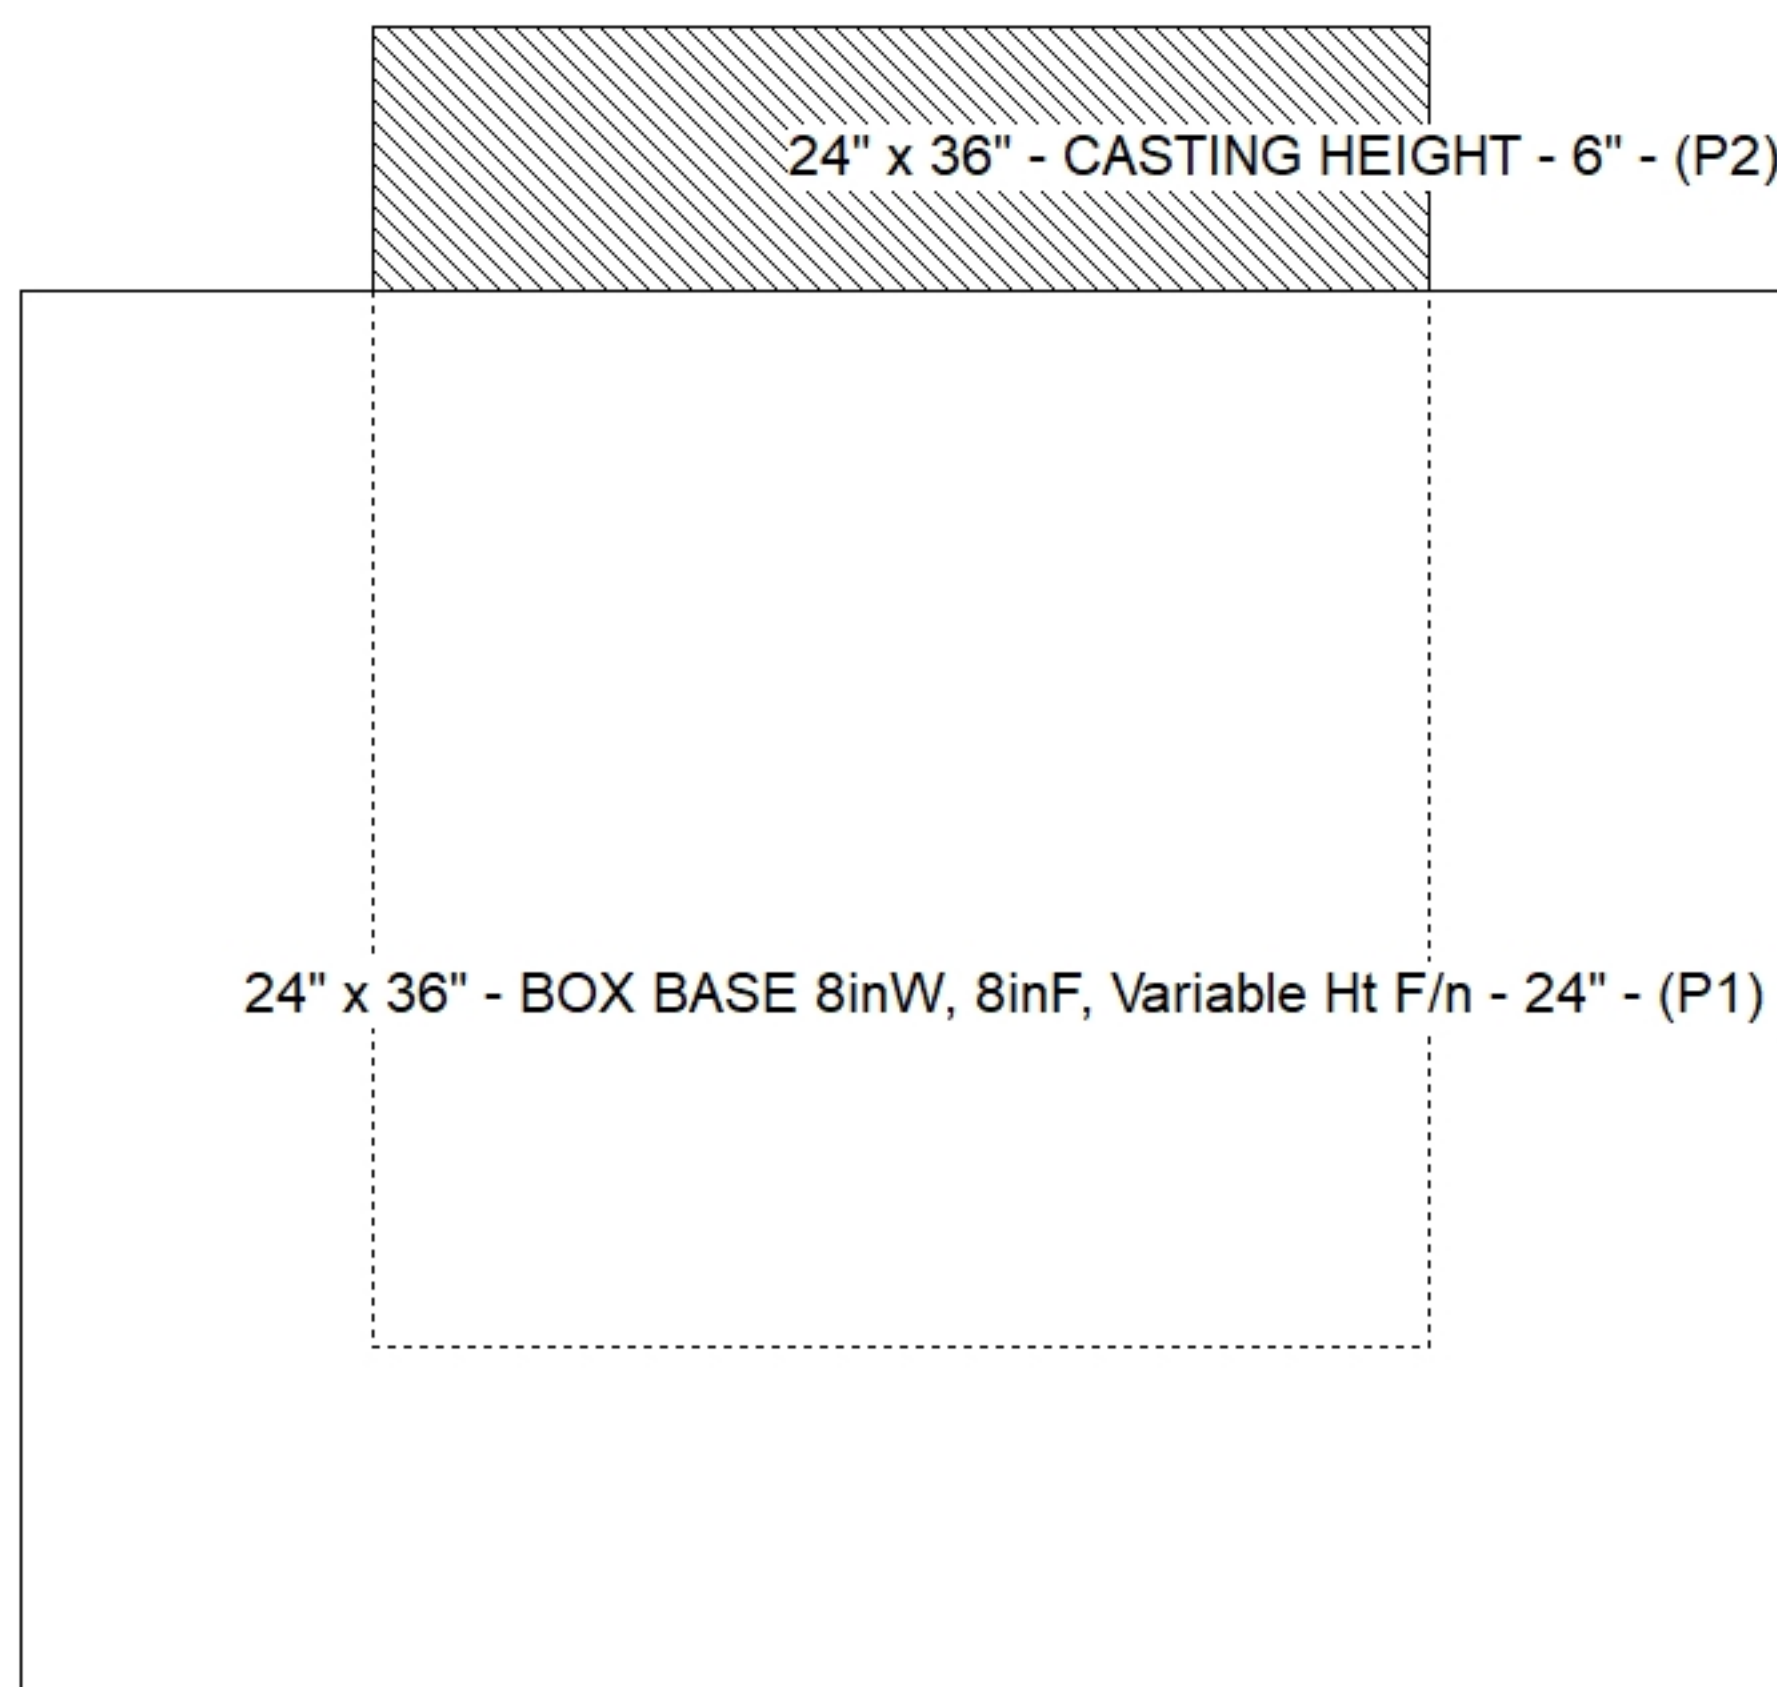 24" x 36" - CASTING HEIGHT - 6" - (P2)
24" x 36" - BOX BASE 8inW, 8inF, Variable Ht F/n - 24" - (P1)